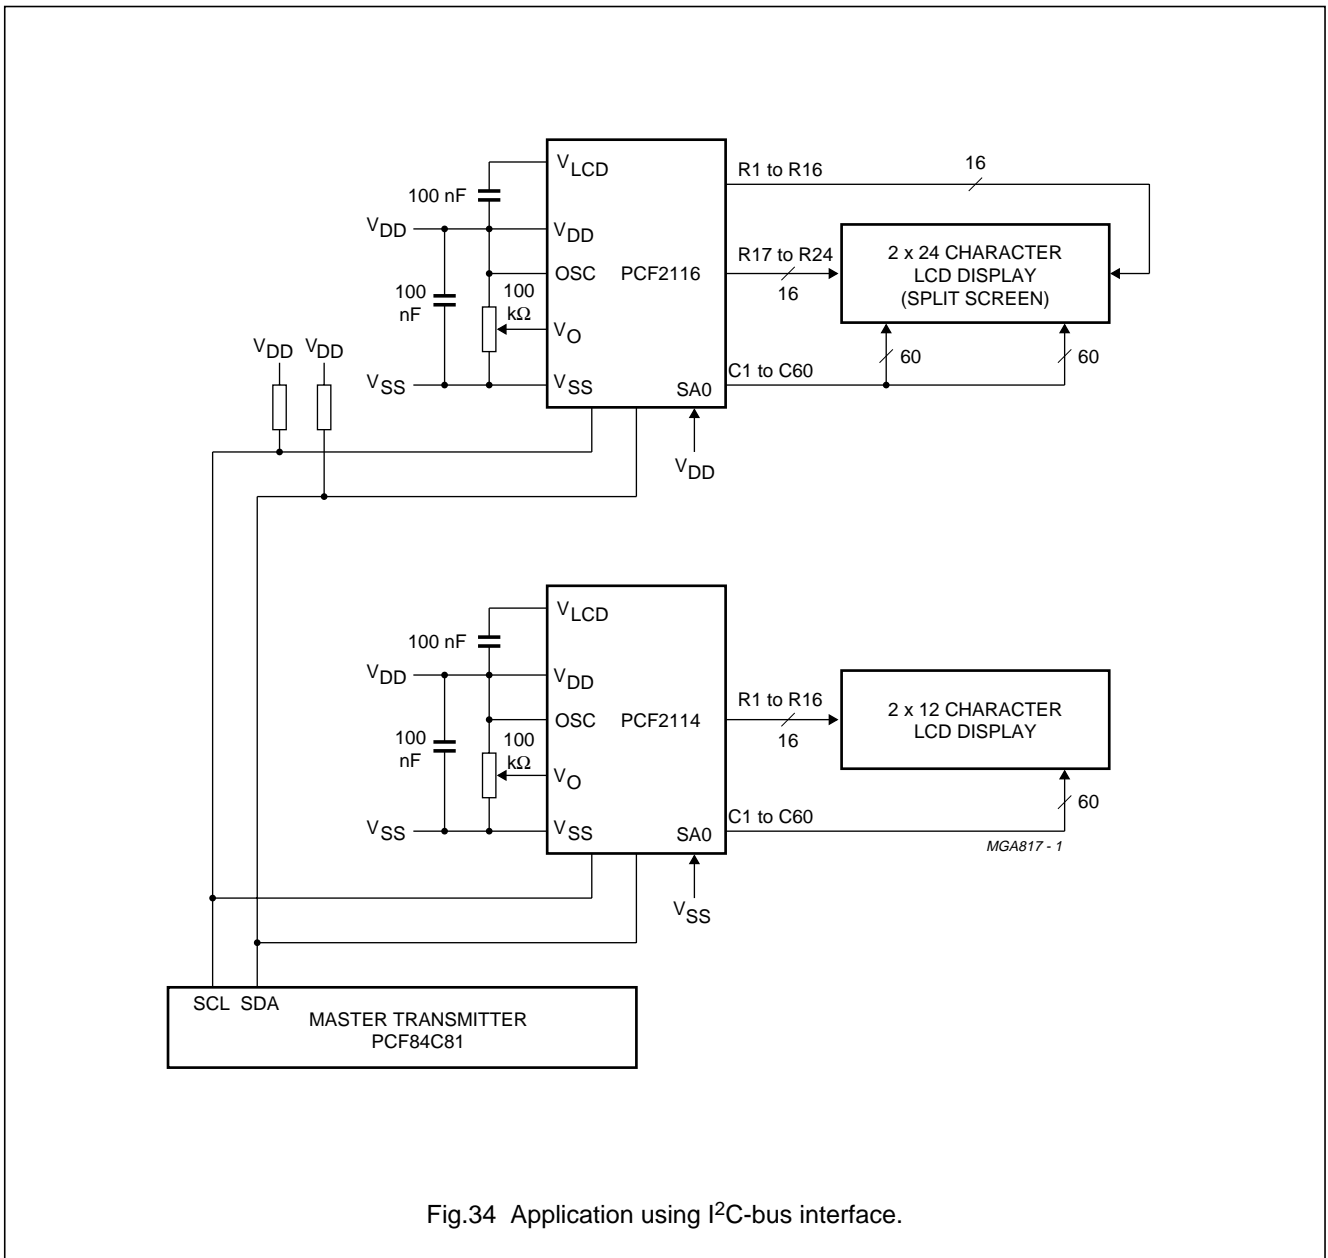 VLCD
R1 to R16
16
100 nF
VDD
VDD
R17 to R24
16
2 x 24 CHARACTER
LCD DISPLAY
(SPLIT SCREEN)
OSC
PCF2116
100
nF
100
kΩ
VO
60
60
VDD
VDD
VSS
VSS
SA0
C1 to C60
VDD
VLCD
100 nF
VDD
VDD
R1 to R16
16
2 x 12 CHARACTER
LCD DISPLAY
OSC
PCF2114
100
nF
100
kΩ
VO
60
VSS
VSS
SA0
C1 to C60
MGA817 - 1
VSS
SCL SDA
MASTER TRANSMITTER
PCF84C81
Fig.34 Application using I²C-bus interface.